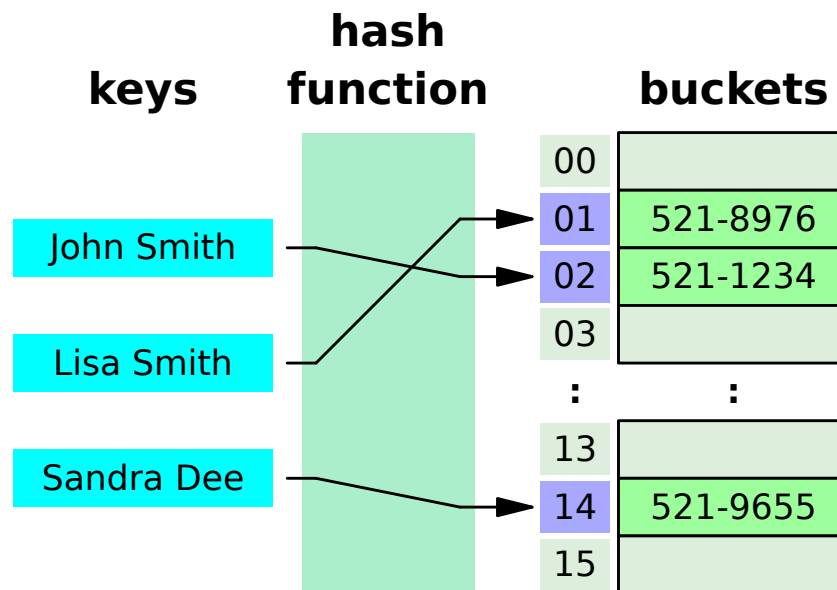 hash
keys function buckets
00
01 521-8976
John Smith
02 521-1234
03
Lisa Smith
: :
13
Sandra Dee
14 521-9655
15